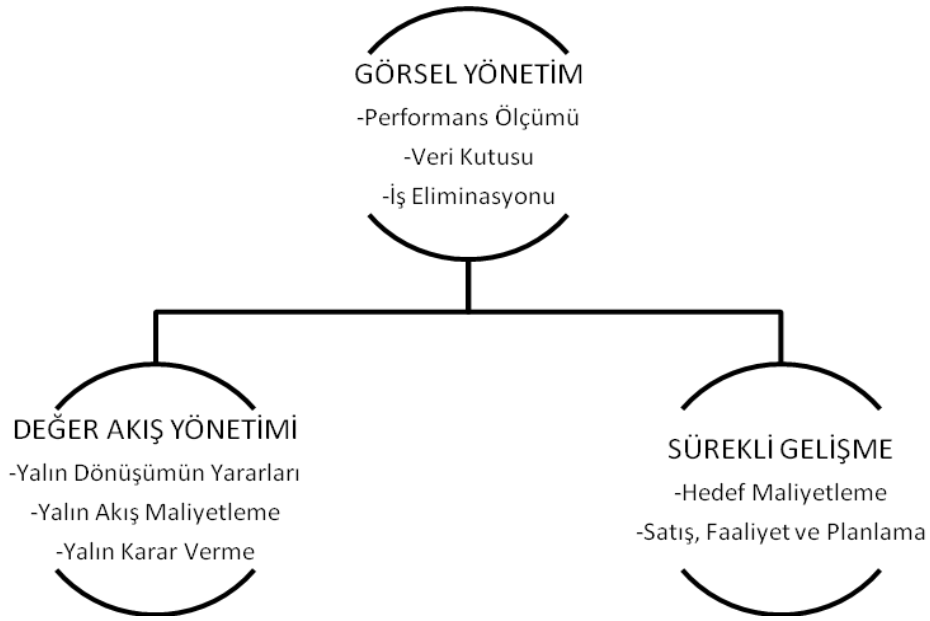 GÖRSEL YÖNETİM
-Performans Ölçümü
-Veri Kutusu
-İş Eliminasyonu
DEĞER AKIŞ YÖNETİMİ
-Yalın Dönüşümün Yararları
-Yalın Akış Maliyetleme
-Yalın Karar Verme
SÜREKLİ GELİŞME
-Hedef Maliyetleme
-Satış, Faaliyet ve Planlama